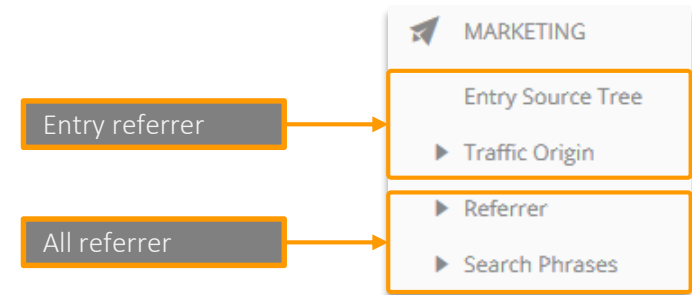 MARKETING
Entry Source Tree
Entry referrer
Traffic Origin
Referrer
All referrer
Search Phrases